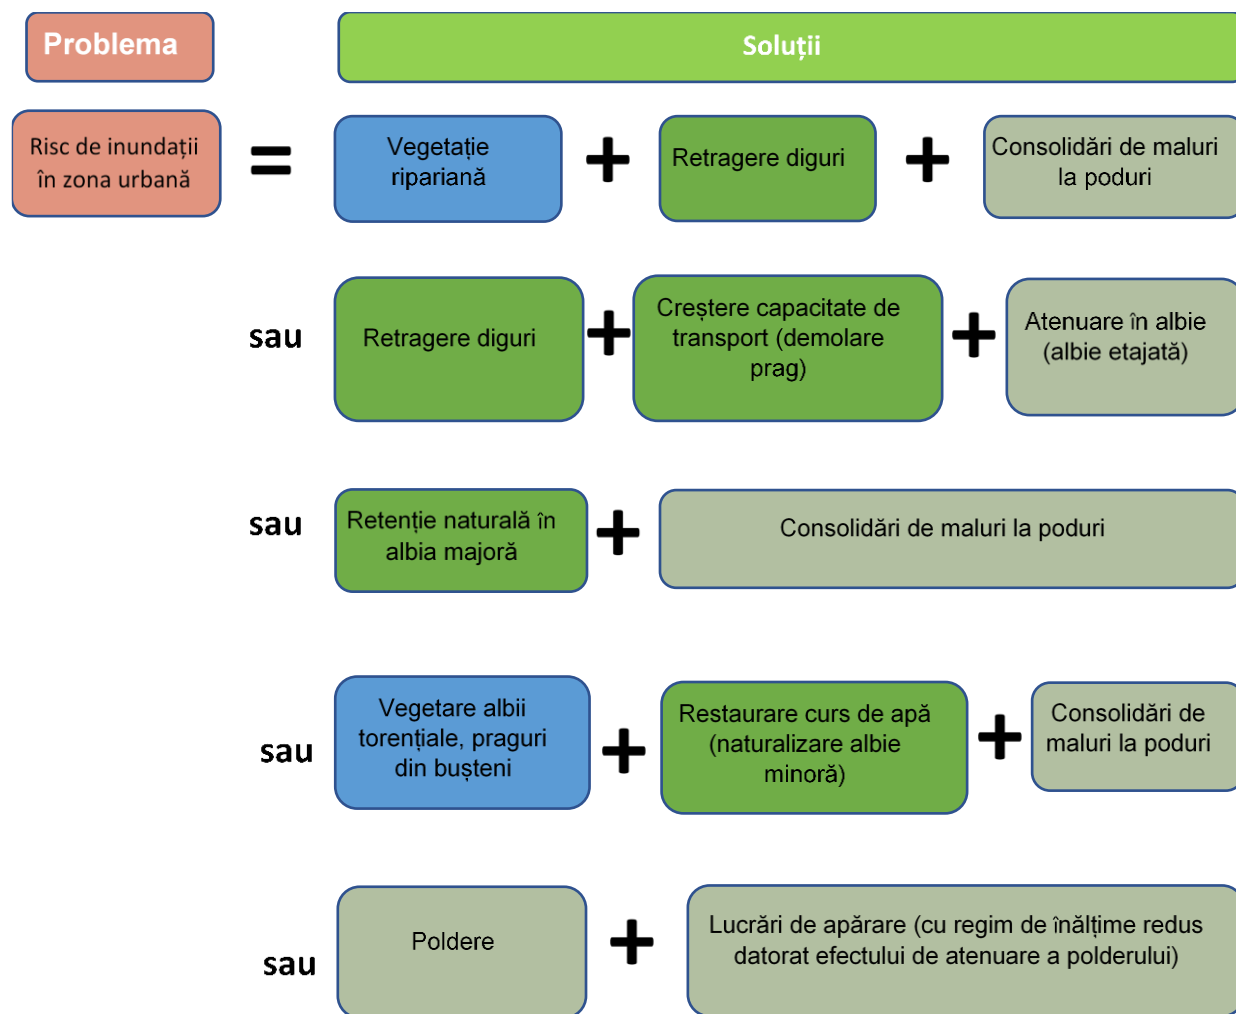 Problema
Soluții
Risc de inundații
în zona urbană
=
Vegetație
ripariană
+
Retragere diguri
+
Consolidări de maluri
la poduri
sau
Retragere diguri
+
Creștere capacitate de
transport (demolare
prag)
+
Atenuare în albie
(albie etajată)
sau
Retenție naturală în
albia majoră
+
Consolidări de maluri la poduri
sau
Vegetare albii
torențiale, praguri
din bușteni
+
Restaurare curs de apă
(naturalizare albie
minoră)
+
Consolidări de
maluri la poduri
sau
Poldere
+
Lucrări de apărare (cu regim de înălțime redus
datorat efectului de atenuare a polderului)